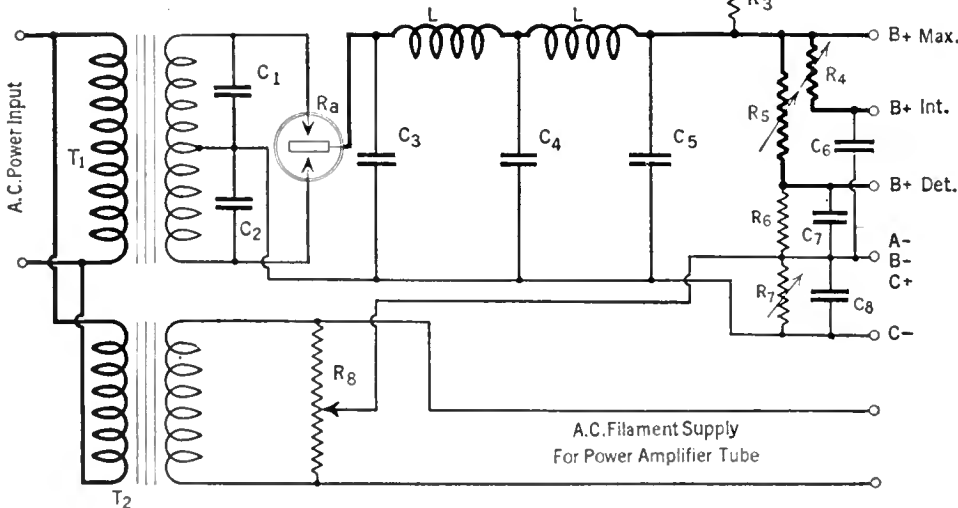 R3
L
L
B+ Max.
A.C. Power Input
T1
C1
Ra
C3
C4
C5
R5
R4
B+ Int.
C6
B+ Det.
C2
R6
C7
A-
B-
C+
R7
C8
C-
R8
A.C. Filament Supply
For Power Amplifier Tube
T2